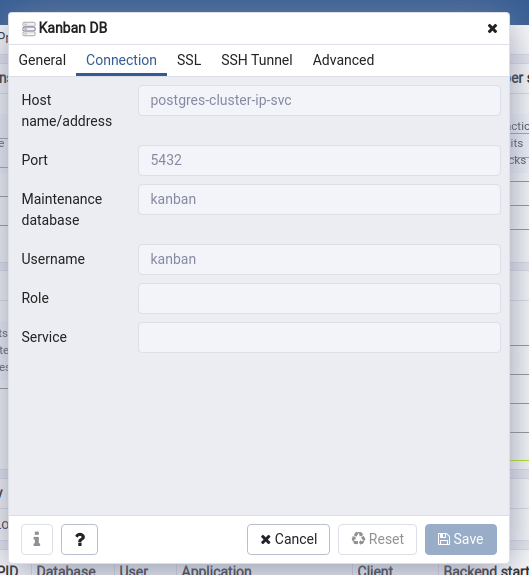 Kanban DB
General Connection SSL SSH Tunnel Advanced
Host
name/address
postgres-cluster-ip-svc
Port
5432
Maintenance
database
kanban
Username
kanban
Role
Service
Cancel
Reset
Save
PID Database User Application Client Backend start